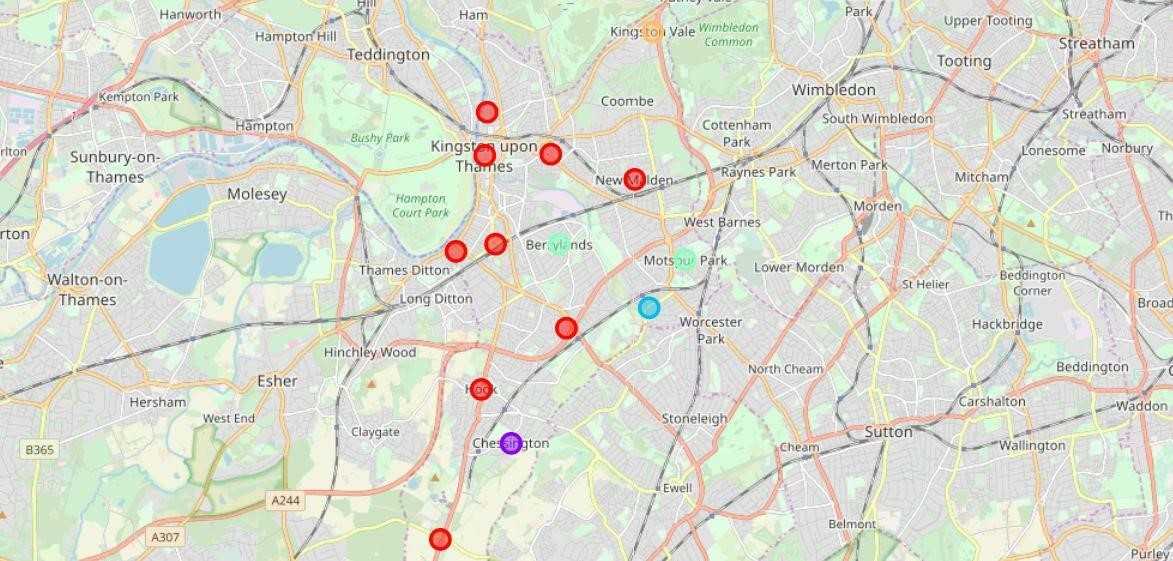 Hanworth
Hill
Ham
Putney Vale
Park
Upper Tooting
Hampton Hill
Kingston Vale
Wimbledon
Common
Streatham
Teddington
Tooting
Kempton Park
Coombe
Wimbledon
Streatham
South Wimbledon
Hampton
Bushy Park
Cottenham
Park
Kingston upon
Thames
Lonesome
Norbury
Sunbury-on-
Thames
Merton Park
Raynes Park
Mitcham
Molesey
New Malden
Hampton
Court Park
Morden
West Barnes
Berrylands
Motspur Park
Thames Ditton
Lower Morden
Walton-on-
Thames
Beddington
Corner
St Helier
Long Ditton
Worcester
Park
Hackbridge
Hinchley Wood
North Cheam
Beddington
Esher
Hook
Hersham
Carshalton
Waddon
West End
Stoneleigh
Claygate
Sutton
Chessington
Cheam
Wallington
B365
Ewell
A244
Belmont
A307
Purley